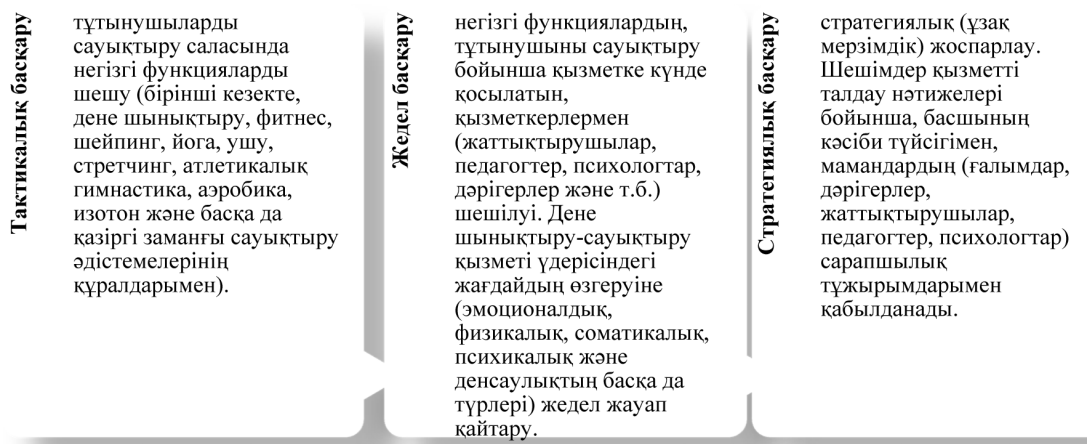 Тактикалық басқару
тұтынушыларды
сауықтыру саласында
негізгі функцияларды
шешу (бірінші кезекте,
дене шынықтыру, фитнес,
шейпинг, йога, ушу,
стретчинг, атлетикалық
гимнастика, аэробика,
изотон және басқа да
қазіргі заманғы сауықтыру
әдістемелерінің
құралдарымен).
Жедел басқару
негізгі функциялардың,
тұтынушыны сауықтыру
бойынша қызметке күнде
қосылатын,
қызметкерлермен
(жаттықтырушылар,
педагогтер, психологтар,
дәрігерлер және т.б.)
шешілуі. Дене
шынықтыру-сауықтыру
қызметі үдерісіндегі
жағдайдың өзгеруіне
(эмоционалдық,
физикалық, соматикалық,
психикалық және
денсаулықтың басқа да
түрлері) жедел жауап
қайтару.
Стратегиялық басқару
стратегиялық (ұзақ
мерзімдік) жоспарлау.
Шешімдер қызметті
талдау нәтижелері
бойынша, басшының
кәсіби түйсігімен,
мамандардың (ғалымдар,
дәрігерлер,
жаттықтырушылар,
педагогтер, психологтар)
сарапшылық
тұжырымдарымен
қабылданады.